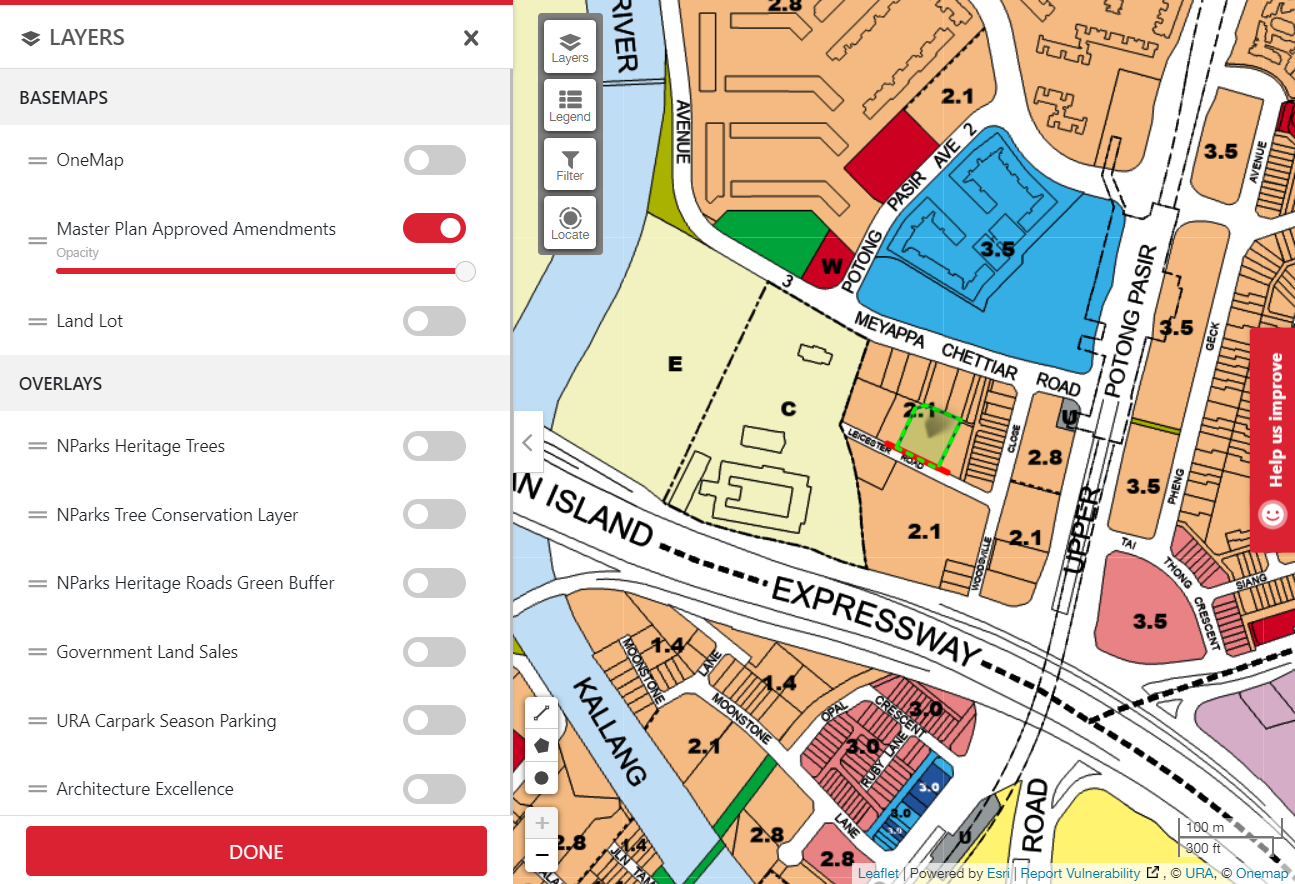 LAYERS
BASEMAPS
OneMap
Master Plan Approved Amendments
Opacity
Land Lot
OVERLAYS
NParks Heritage Trees
NParks Tree Conservation Layer
NParks Heritage Roads Green Buffer
Government Land Sales
URA Carpark Season Parking
Architecture Excellence
DONE
Layers
Legend
Filter
Locate
RIVER
2.8
AVENUE
2.1
PASIR AVE 2
POTONG
3.5
AVENUE
3.5
W
3
MEYAPPA CHETTIAR ROAD
POTONG PASIR
3.5
GECK
E
C
2.1
U
LEICESTER ROAD
CLOSE
2.8
3.5
PHENG
Help us improve
AN ISLAND
EXPRESSWAY
2.1
2.1
WOODSVILLE
UPPER
TAI
THONG
CRESCENT
SIANG
3.5
1.4
MOONSTONE
LANE
1.4
MOONSTONE
KALLANG
2.1
OPAL
CRESCENT
3.0
3.0
RUBY LANE
3.0
3.0
3.0
LANE
2.8
2.8
2.8
1.4
JLN TAM
U
ROAD
100 m
300 ft
+
−
Leaflet | Powered by Esri | Report Vulnerability , © URA, © Onemap